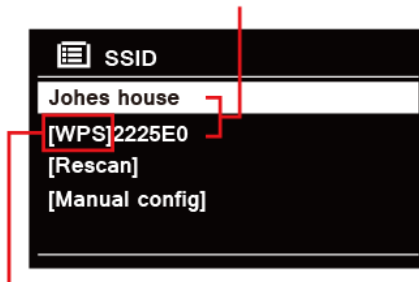 SSID
Johes house
[WPS]2225E0
[Rescan]
[Manual config]